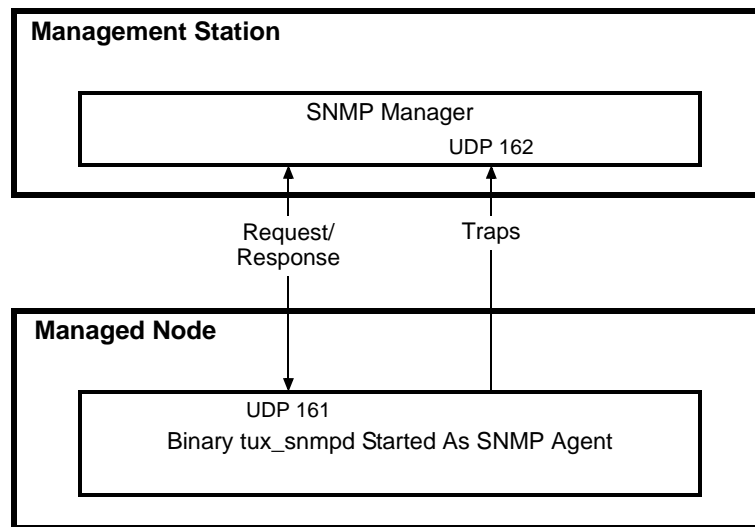 Management Station
SNMP Manager
UDP 162
Request/
Response
Traps
Managed Node
UDP 161
Binary tux_snmpd Started As SNMP Agent